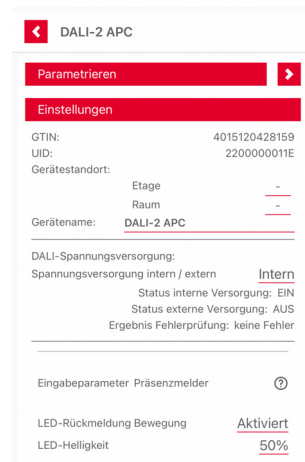 DALI-2 APC
Parametrieren
Einstellungen
GTIN: 4015120428159
UID: 2200000011E
Gerätestandort:
Etage -
Raum -
Gerätename: DALI-2 APC
DALI-Spannungsversorgung:
Spannungsversorgung intern / extern Intern
Status interne Versorgung: EIN
Status externe Versorgung: AUS
Ergebnis Fehlerprüfung: keine Fehler
Eingabeparameter Präsenzmelder ?
LED-Rückmeldung Bewegung Aktiviert
LED-Helligkeit 50%